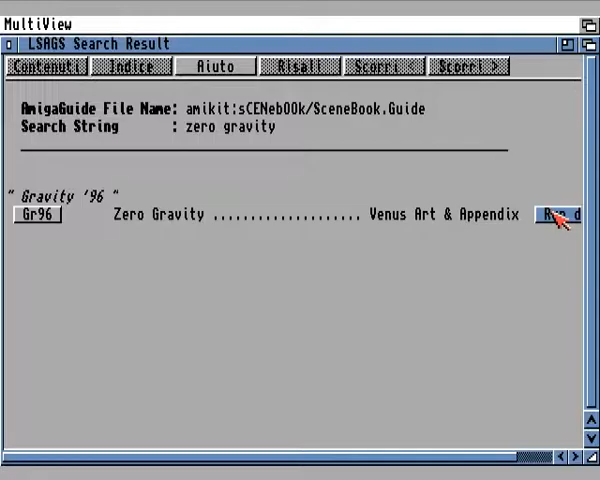 MultiView
LSAGS Search Result
Contenuti Indice Aiuto Risali Scorri < Scorri >
AmigaGuide File Name: amikit:sCENeb00k/SceneBook.Guide
Search String : zero gravity
" Gravity '96 "
Gr96 Zero Gravity .................... Venus Art & Appendix